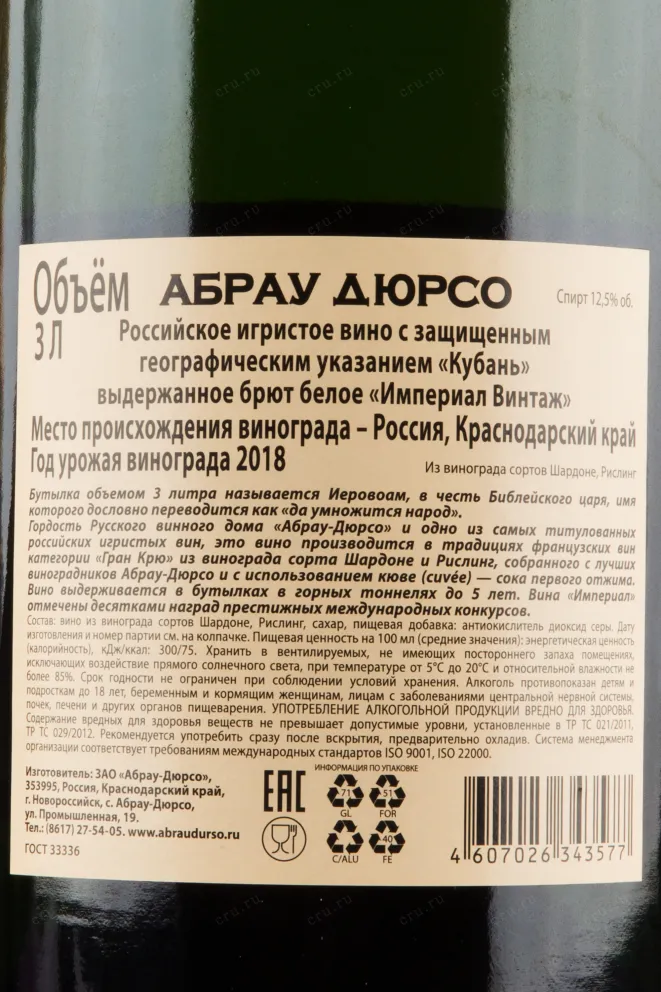 Объём
3 Л
АБРАУ ДЮРСО
Спирт 12,5% об.
Российское игристое вино с защищенным
географическим указанием «Кубань»
выдержанное брют белое «Империал Винтаж»
Место происхождения винограда – Россия, Краснодарский край
Год урожая винограда 2018
Из винограда сортов Шардоне, Рислинг
Бутылка объемом 3 литра называется Иеровоам, в честь Библейского царя, имя
которого дословно переводится как «да умножится народ».
Гордость Русского винного дома «Абрау-Дюрсо» и одно из самых титулованных
российских игристых вин, это вино производится в традициях французских вин
категории «Гран Крю» из винограда сорта Шардоне и Рислинг, собранного с лучших
виноградников Абрау-Дюрсо и с использованием кюве (cuvée) — сока первого отжима.
Вино выдерживается в бутылках в горных тоннелях до 5 лет. Вина «Империал»
отмечены десятками наград престижных международных конкурсов.
Состав: вино из винограда сортов Шардоне, Рислинг, сахар, пищевая добавка: антиокислитель диоксид серы. Дату
изготовления и номер партии см. на колпачке. Пищевая ценность на 100 мл (средние значения): энергетическая ценность
(калорийность), кДж/ккал: 300/75. Хранить в вентилируемых, не имеющих постороннего запаха помещениях,
исключающих воздействие прямого солнечного света, при температуре от 5°С до 20°С и относительной влажности не
более 85%. Срок годности не ограничен при соблюдении условий хранения. Алкоголь противопоказан детям и
подросткам до 18 лет, беременным и кормящим женщинам, лицам с заболеваниями центральной нервной системы,
почек, печени и других органов пищеварения. УПОТРЕБЛЕНИЕ АЛКОГОЛЬНОЙ ПРОДУКЦИИ ВРЕДНО ДЛЯ ЗДОРОВЬЯ.
Содержание вредных для здоровья веществ не превышает допустимые уровни, установленные в ТР ТС 021/2011,
ТР ТС 029/2012. Рекомендуется употребить сразу после вскрытия, предварительно охладив. Система менеджмента
организации соответствует требованиям международных стандартов ISO 9001, ISO 22000.
Изготовитель: ЗАО «Абрау-Дюрсо»,
353995, Россия, Краснодарский край,
г. Новороссийск, с. Абрау-Дюрсо,
ул. Промышленная, 19.
Тел.: (8617) 27-54-05. www.abraudurso.ru
ГОСТ 33336
EAC
ИНФОРМАЦИЯ ПО УПАКОВКЕ
71
GL
51
FOR
C/ALU
40
FE
4 607026 343577